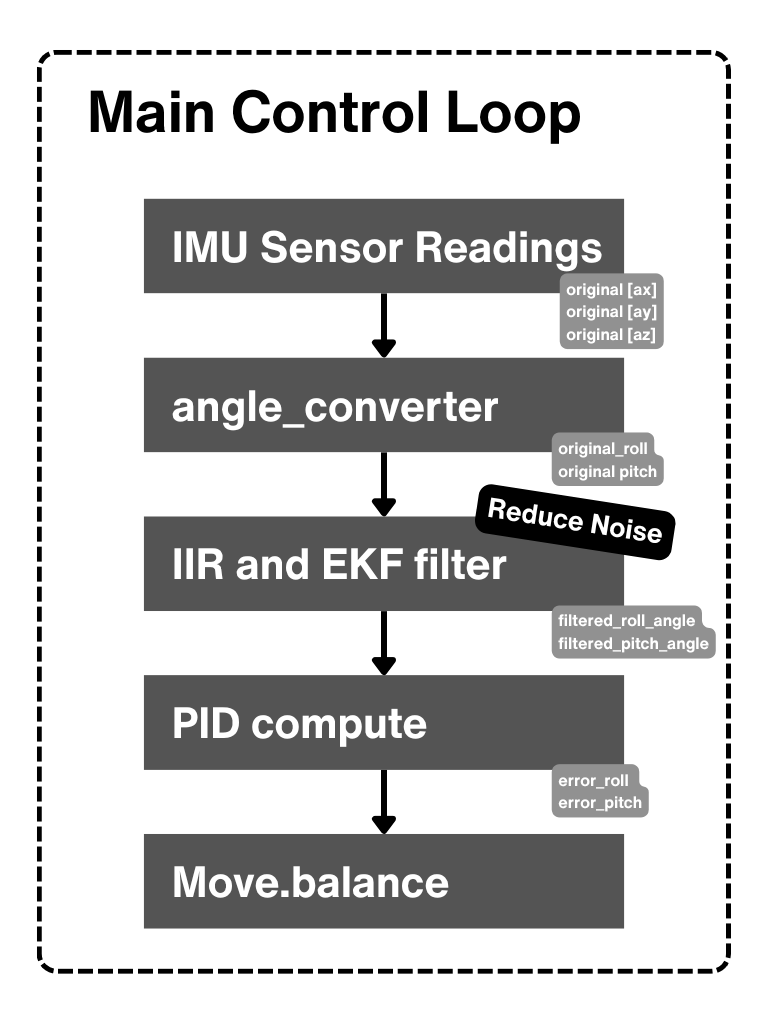 Main Control Loop
IMU Sensor Readings
original [ax]
original [ay]
original [az]
angle_converter
original_roll
original pitch
Reduce Noise
IIR and EKF filter
filtered_roll_angle
filtered_pitch_angle
PID compute
error_roll
error_pitch
Move.balance